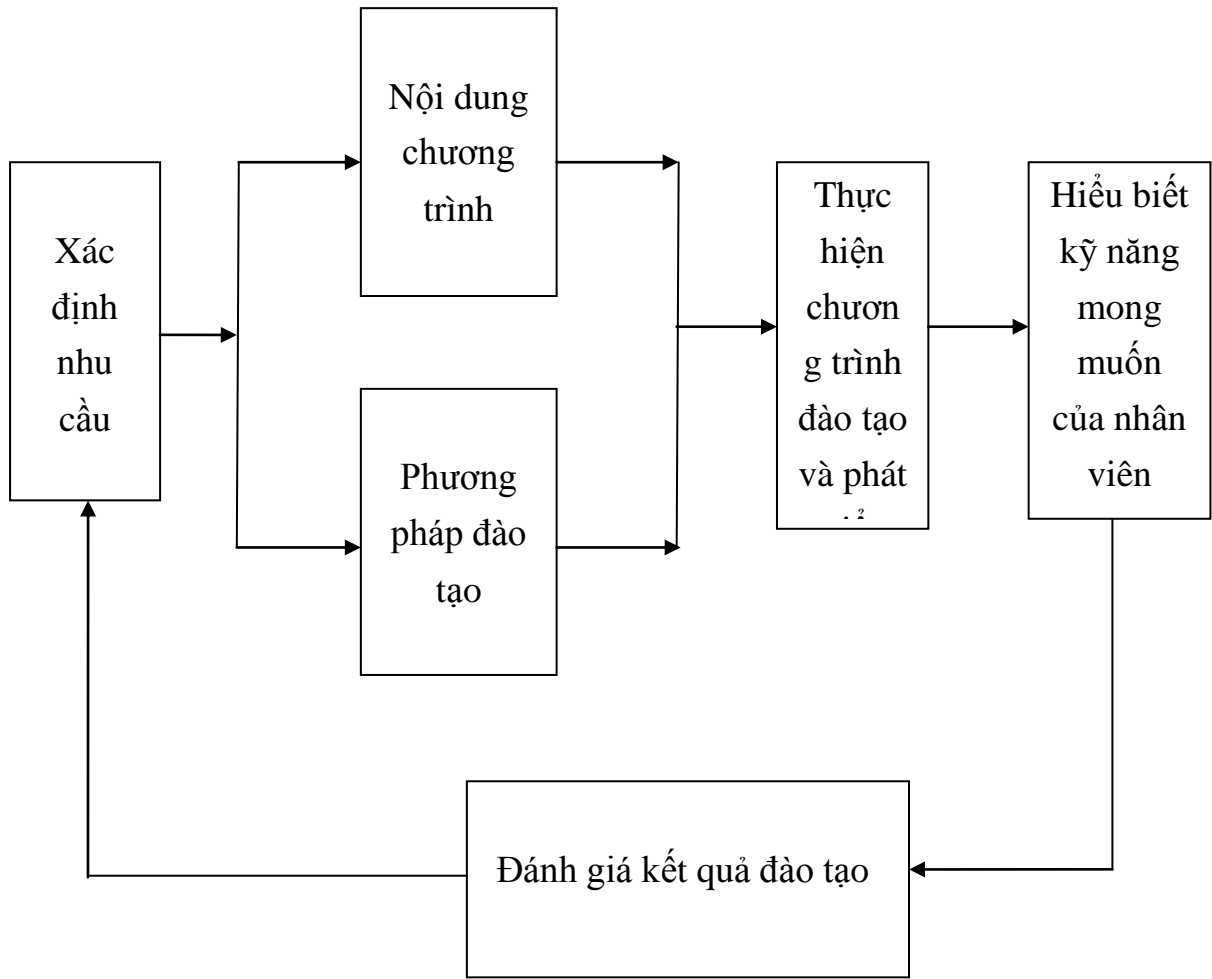 Xác
định
nhu
cầu
Nội dung
chương
trình
Phương
pháp đào
tạo
Thực
hiện
chươn
g trình
đào tạo
và phát
Hiểu biết
kỹ năng
mong
muốn
của nhân
viên
Đánh giá kết quả đào tạo